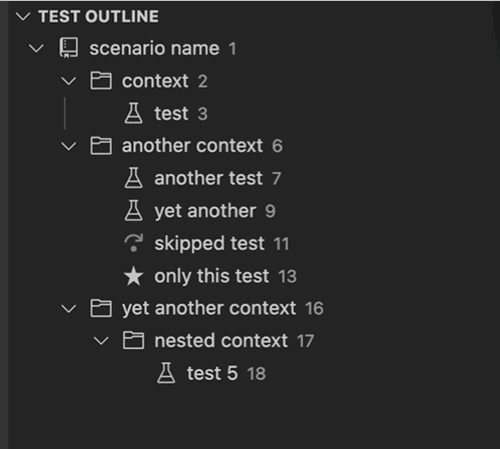 TEST OUTLINE
scenario name 1
context 2
test 3
another context 6
another test 7
yet another 9
skipped test 11
only this test 13
yet another context 16
nested context 17
test 5 18